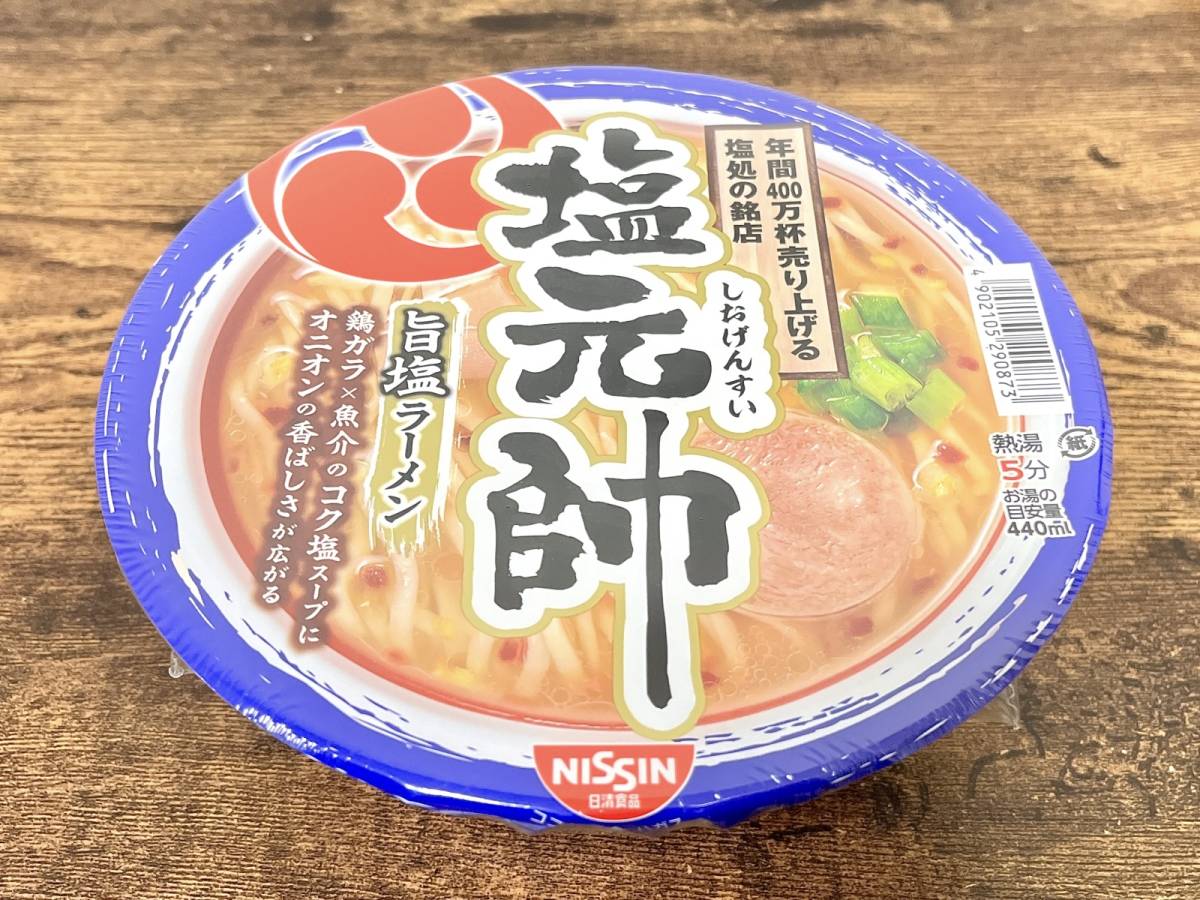 年間400万杯売り上げる
塩処の銘店
塩元帥
しおげんすい
旨塩ラーメン
鶏ガラ×魚介のコク塩スープに
オニオンの香ばしさが広がる
4902105290873
紙
熱湯
5分
お湯の
目安量
440ml
NISSIN
日清食品